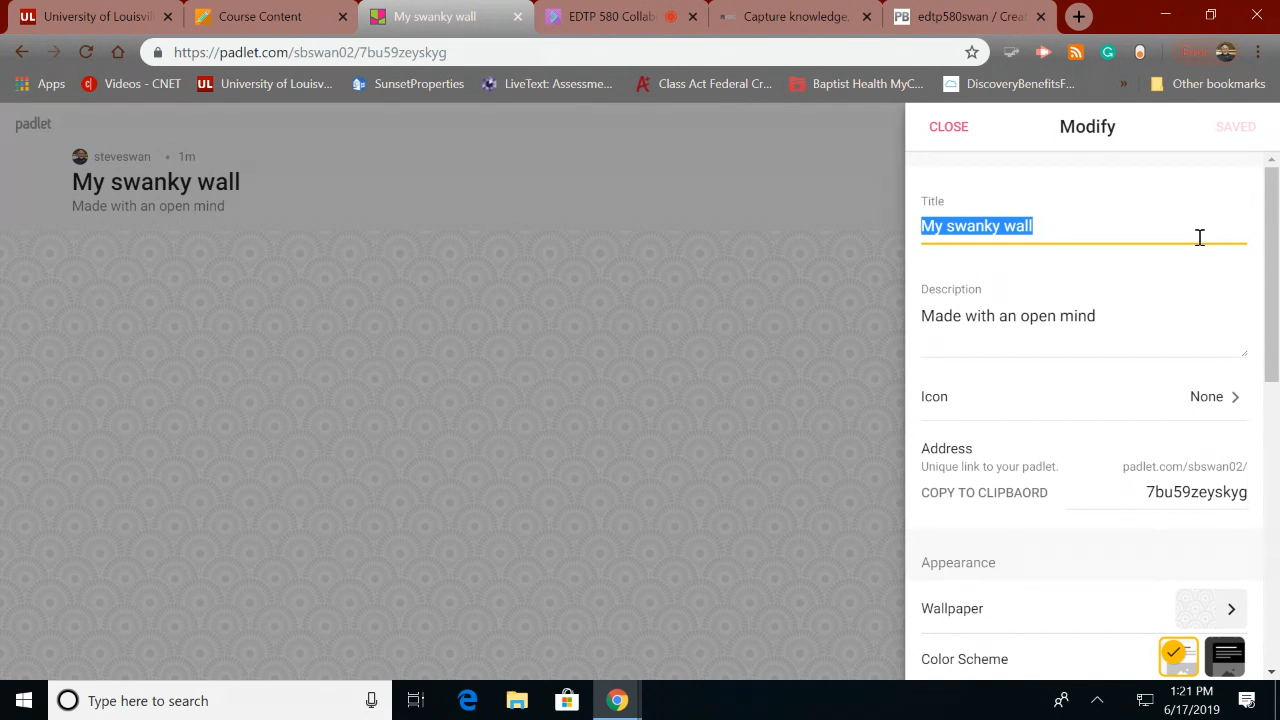 University of Louisvil
Course Content
My swanky wall
EDTP 580 Collab
Capture knowledge,
PB edtp580swan / Creat
https://padlet.com/sbswan02/7bu59zeyskyg
Apps
Videos - CNET
University of Louisv...
SunsetProperties
LiveText Assessme...
Class Act Federal Cr...
Baptist Health MyC...
DiscoveryBenefitsF...
»
Other bookmarks
padlet
steveswan • 1m
My swanky wall
Made with an open mind
CLOSE
Modify
SAVED
Title
My swanky wall
Description
Made with an open mind
Icon
None
Address
Unique link to your padlet.
padlet.com/sbswan02/
COPY TO CLIPBAORD
7bu59zeyskyg
Appearance
Wallpaper
Color Scheme
Type here to search
1:21 PM
6/17/2019